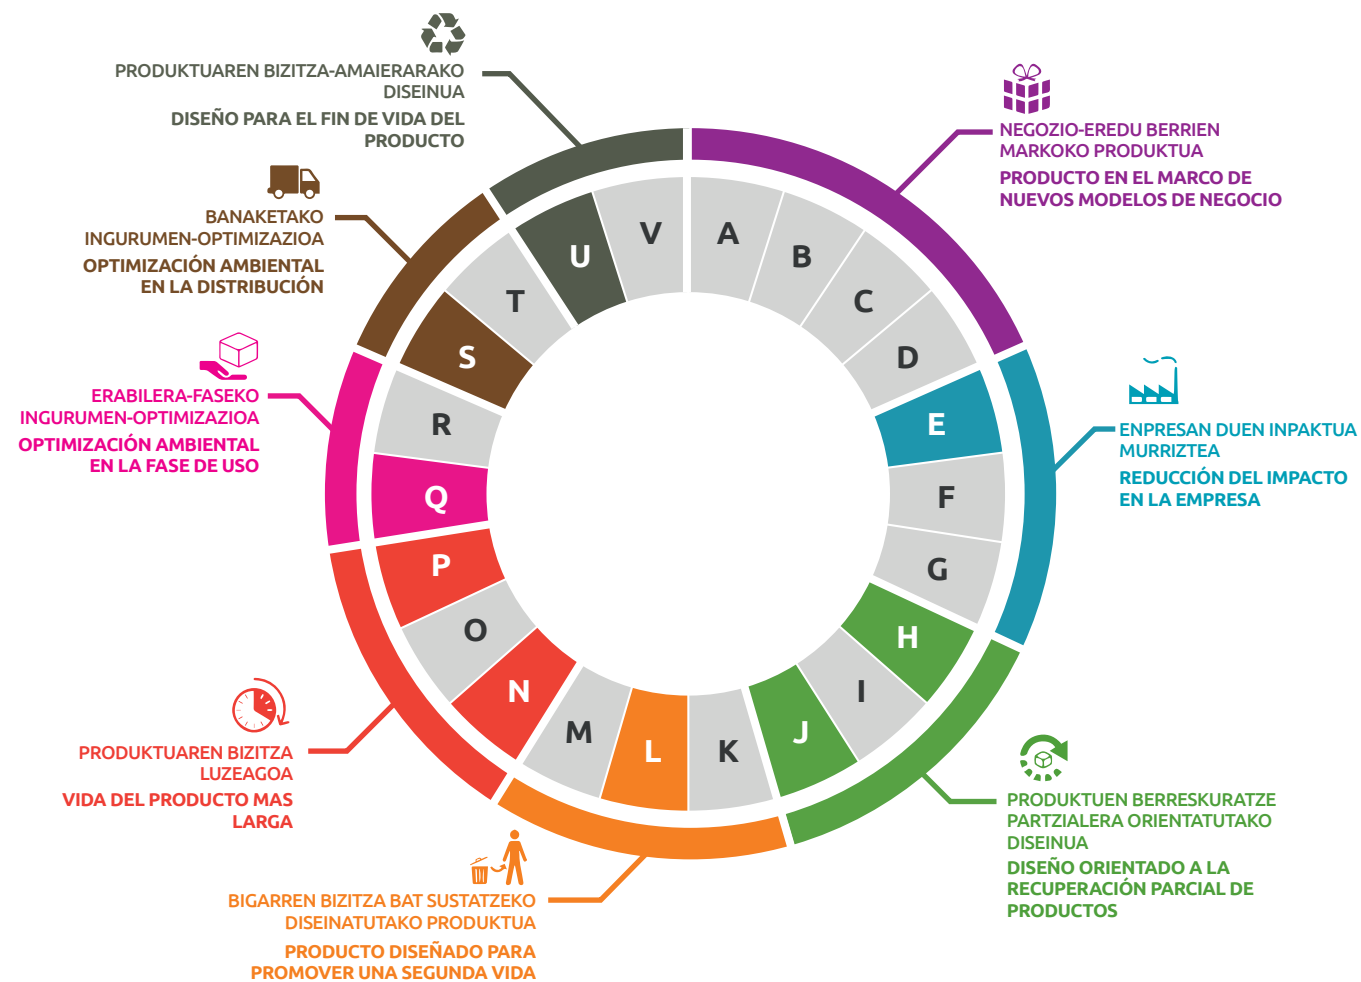 PRODUKTUAREN BIZITZA-AMAIERARAKO
DISEINUA
DISEÑO PARA EL FIN DE VIDA DEL
PRODUCTO
NEGOZIO-EREDU BERRIEN
MARKOKO PRODUKTUA
PRODUCTO EN EL MARCO DE
NUEVOS MODELOS DE NEGOCIO
BANAKETAKO
INGURUMEN-OPTIMIZAZIOA
OPTIMIZACIÓN AMBIENTAL
EN LA DISTRIBUCIÓN
ERABILERA-FASEKO
INGURUMEN-OPTIMIZAZIOA
OPTIMIZACIÓN AMBIENTAL
EN LA FASE DE USO
ENPRESAN DUEN INPAKTUA
MURRIZTEA
REDUCCIÓN DEL IMPACTO
EN LA EMPRESA
PRODUKTUAREN BIZITZA
LUZEAGOA
VIDA DEL PRODUCTO MAS
LARGA
PRODUKTUEN BERRESKURATZE
PARTZIALERA ORIENTATUTAKO
DISEINUA
DISEÑO ORIENTADO A LA
RECUPERACIÓN PARCIAL DE
PRODUCTOS
BIGARREN BIZITZA BAT SUSTATZEKO
DISEINATUTAKO PRODUKTUA
PRODUCTO DISEÑADO PARA
PROMOVER UNA SEGUNDA VIDA
A
B
C
D
E
F
G
H
I
J
K
L
M
N
O
P
Q
R
S
T
U
V